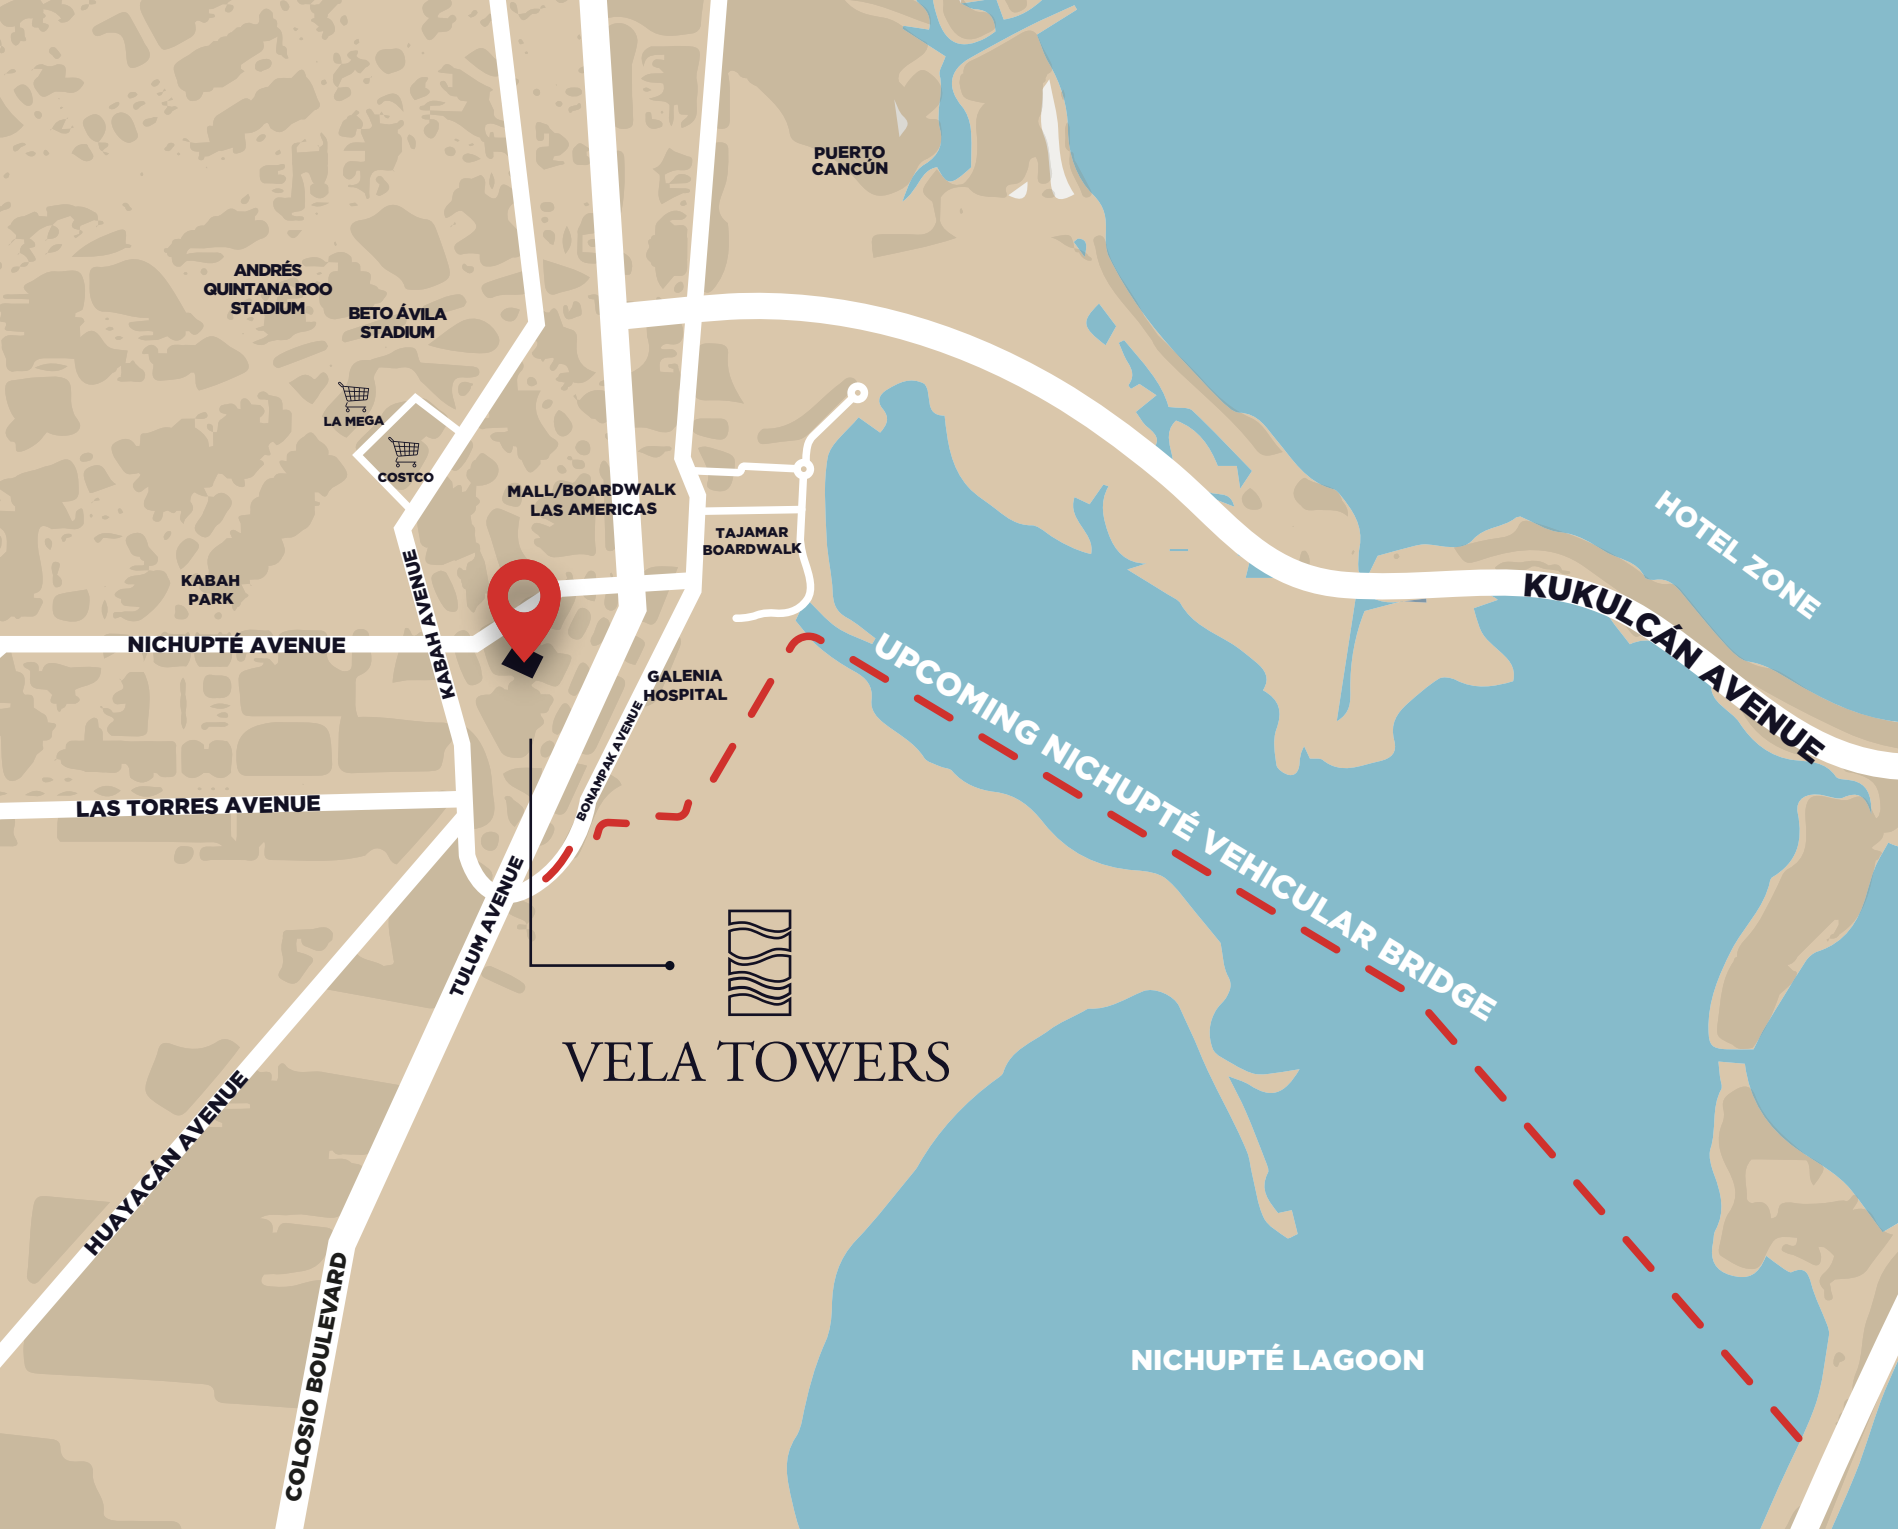 PUERTO
CANCÚN
ANDRÉS
QUINTANA ROO
STADIUM
BETO ÁVILA
STADIUM
LA MEGA
COSTCO
MALL/BOARDWALK
LAS AMERICAS
TAJAMAR
BOARDWALK
HOTEL ZONE
KUKULCÁN AVENUE
KABAH
PARK
KABAH AVENUE
NICHUPTÉ AVENUE
GALENIA
HOSPITAL
UPCOMING NICHUPTÉ VEHICULAR BRIDGE
BONAMPAK AVENUE
LAS TORRES AVENUE
TULUM AVENUE
VELA TOWERS
HUAYACÁN AVENUE
COLOSIO BOULEVARD
NICHUPTÉ LAGOON